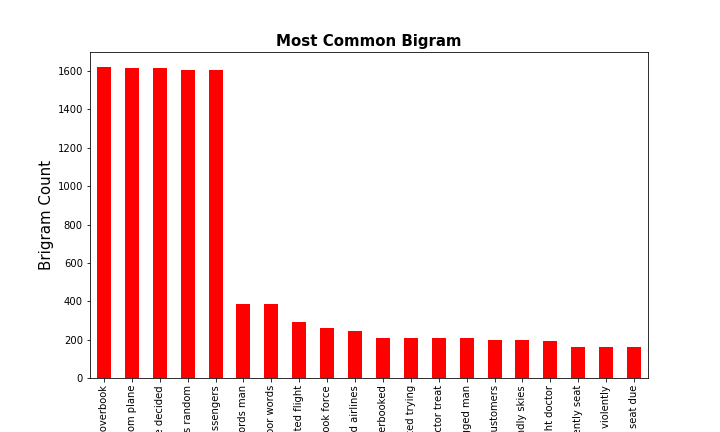 Most Common Bigram
Brigram Count
1600
1400
1200
1000
800
600
400
200
0
overbook
om plane
e decided
s random
ssengers
ords man
oor words
ted flight
ook force
d airlines
erbooked
ed trying
ctor treat
ged man
ustomers
ndly skies
ht doctor
ently seat
violently
seat due